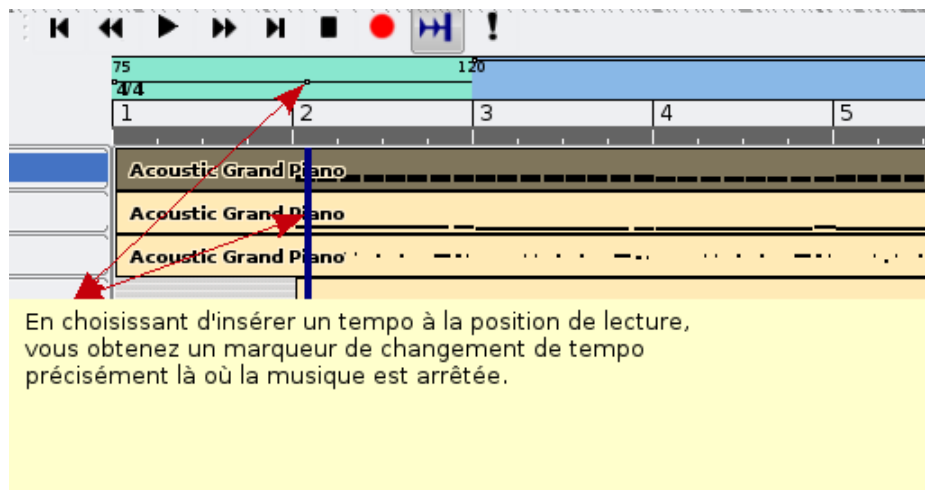 75 120
4/4
1 2 3 4 5
Acoustic Grand Piano
Acoustic Grand Piano
Acoustic Grand Piano
En choisissant d'insérer un tempo à la position de lecture,
vous obtenez un marqueur de changement de tempo
précisément là où la musique est arrêtée.